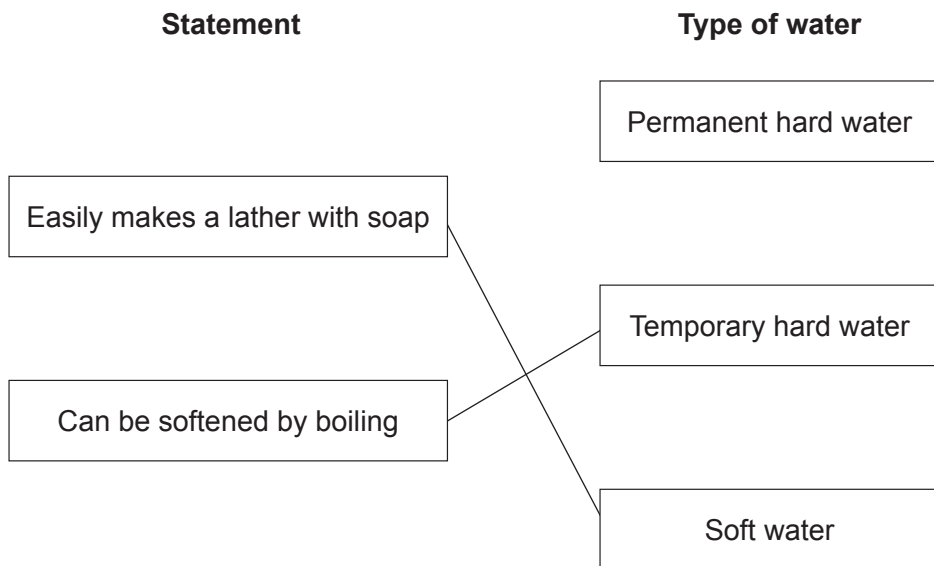 Statement
Type of water
Permanent hard water
Easily makes a lather with soap
Temporary hard water
Can be softened by boiling
Soft water